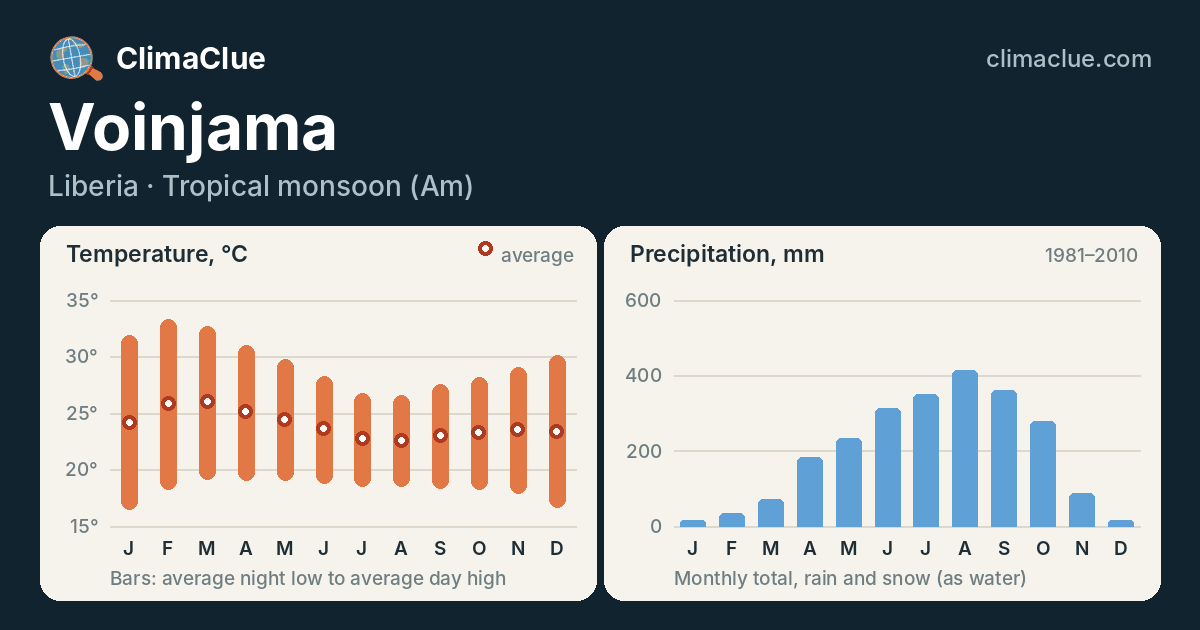 ClimaClue
climaclue.com
Voinjama
Liberia · Tropical monsoon (Am)
Temperature, °C
average
35°
30°
25°
20°
15°
J F M A M J J A S O N D
Bars: average night low to average day high
Precipitation, mm
1981–2010
600
400
200
0
J F M A M J J A S O N D
Monthly total, rain and snow (as water)